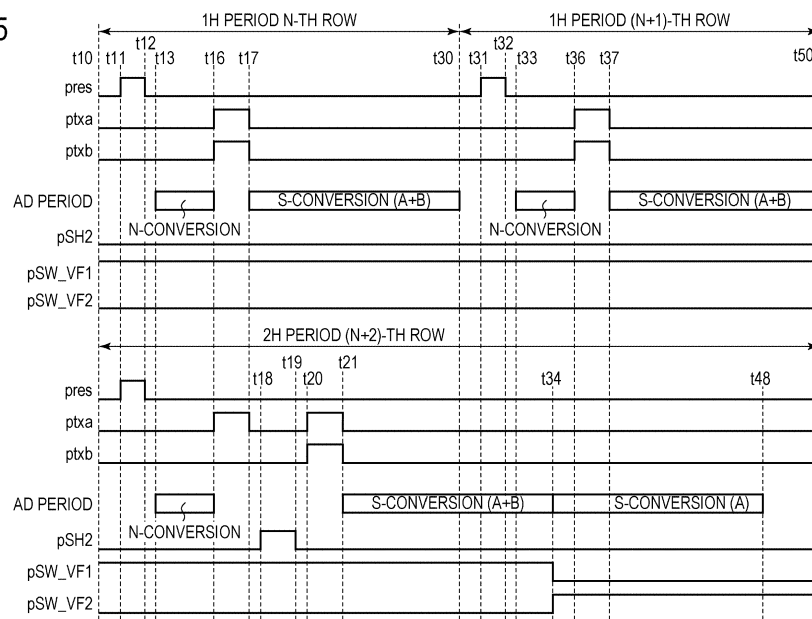 5
1H PERIOD N-TH ROW
1H PERIOD (N+1)-TH ROW
t10 t11 t12 t13 t16 t17 t30 t31 t32 t33 t36 t37 t50
pres
ptxa
ptxb
AD PERIOD
S-CONVERSION (A+B)
S-CONVERSION (A+B)
N-CONVERSION
N-CONVERSION
pSH2
pSW_VF1
pSW_VF2
2H PERIOD (N+2)-TH ROW
t18 t19 t20 t21 t34 t48
pres
ptxa
ptxb
AD PERIOD
S-CONVERSION (A+B)
S-CONVERSION (A)
N-CONVERSION
pSH2
pSW_VF1
pSW_VF2